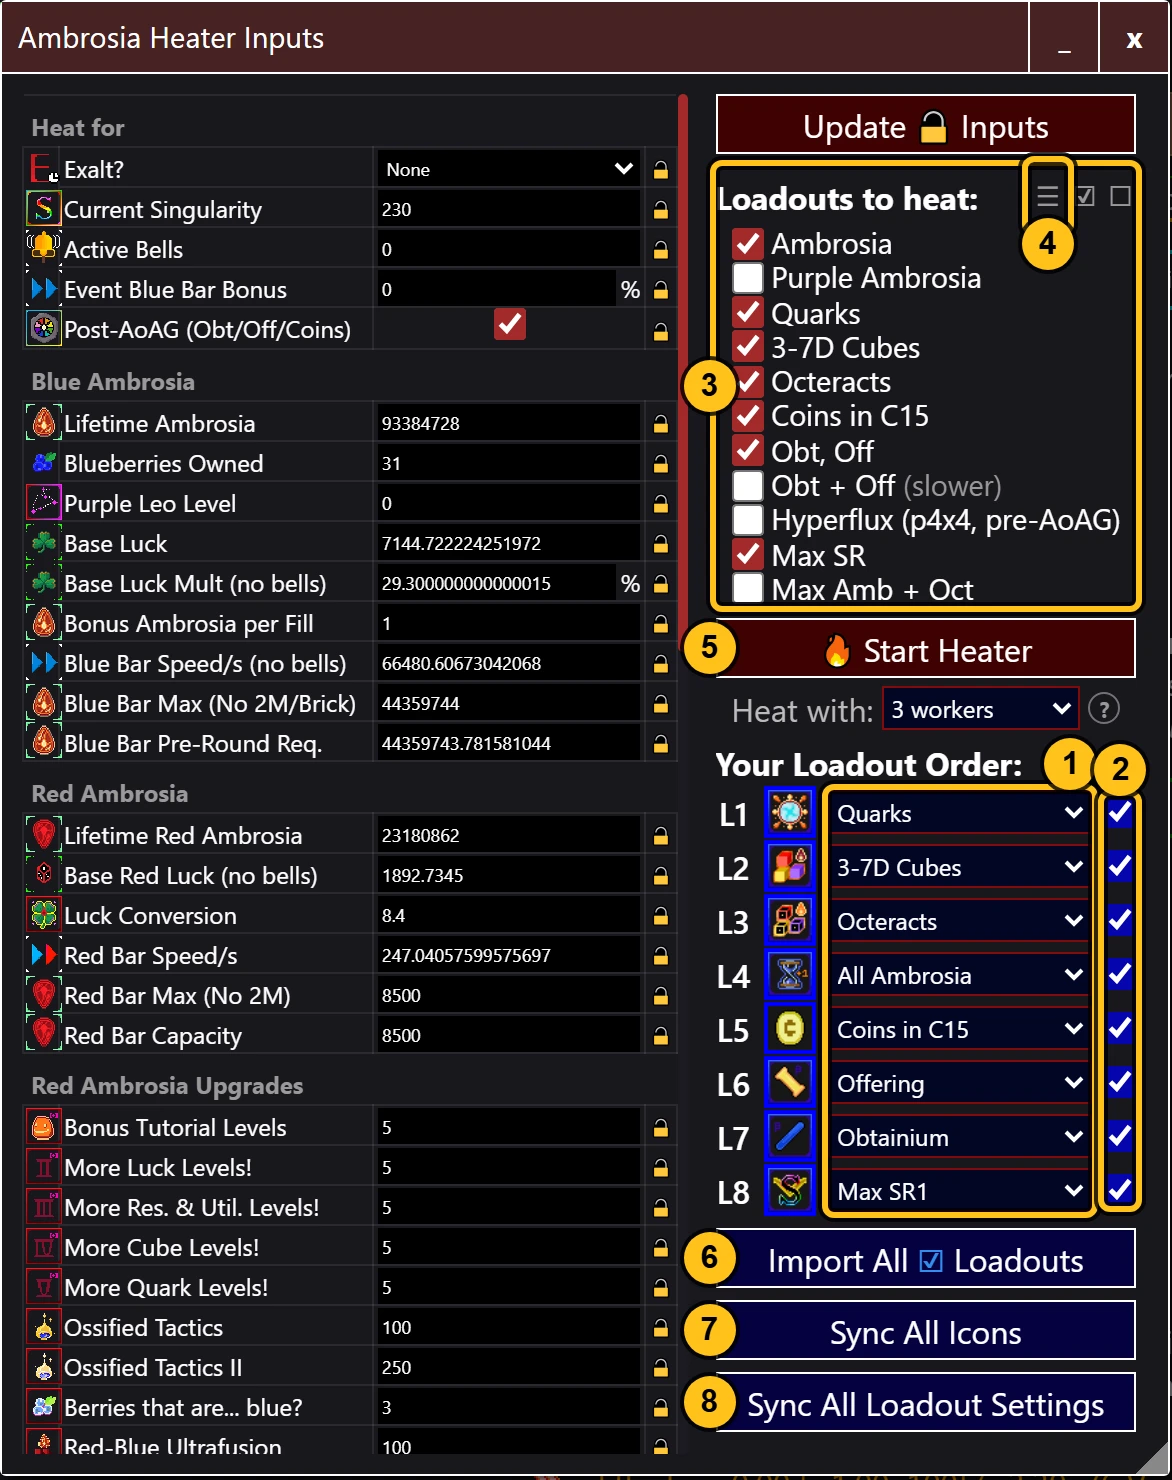 Ambrosia Heater Inputs
_
x
Heat for
Exalt?
None
Current Singularity
230
Active Bells
0
Event Blue Bar Bonus
0
%
Post-AoAG (Obt/Off/Coins)
Blue Ambrosia
Lifetime Ambrosia
93384728
Blueberries Owned
31
Purple Leo Level
0
Base Luck
7144.722224251972
Base Luck Mult (no bells)
29.300000000000015
%
Bonus Ambrosia per Fill
1
Blue Bar Speed/s (no bells)
66480.60673042068
Blue Bar Max (No 2M/Brick)
44359744
Blue Bar Pre-Round Req.
44359743.781581044
Red Ambrosia
Lifetime Red Ambrosia
23180862
Base Red Luck (no bells)
1892.7345
Luck Conversion
8.4
Red Bar Speed/s
247.04057599575697
Red Bar Max (No 2M)
8500
Red Bar Capacity
8500
Red Ambrosia Upgrades
Bonus Tutorial Levels
5
More Luck Levels!
5
More Res. & Util. Levels!
5
More Cube Levels!
5
More Quark Levels!
5
Ossified Tactics
100
Ossified Tactics II
250
Berries that are... blue?
3
Red-Blue Ultrafusion
100
Update 🔒 Inputs
Loadouts to heat:
4
Ambrosia
Purple Ambrosia
Quarks
3-7D Cubes
3
Octeracts
Coins in C15
Obt, Off
Obt + Off (slower)
Hyperflux (p4x4, pre-AoAG)
Max SR
Max Amb + Oct
5
🔥 Start Heater
Heat with:
3 workers
?
Your Loadout Order:
1
2
L1
Quarks
L2
3-7D Cubes
L3
Octeracts
L4
All Ambrosia
L5
Coins in C15
L6
Offering
L7
Obtainium
L8
Max SR1
6
Import All ☑ Loadouts
7
Sync All Icons
8
Sync All Loadout Settings